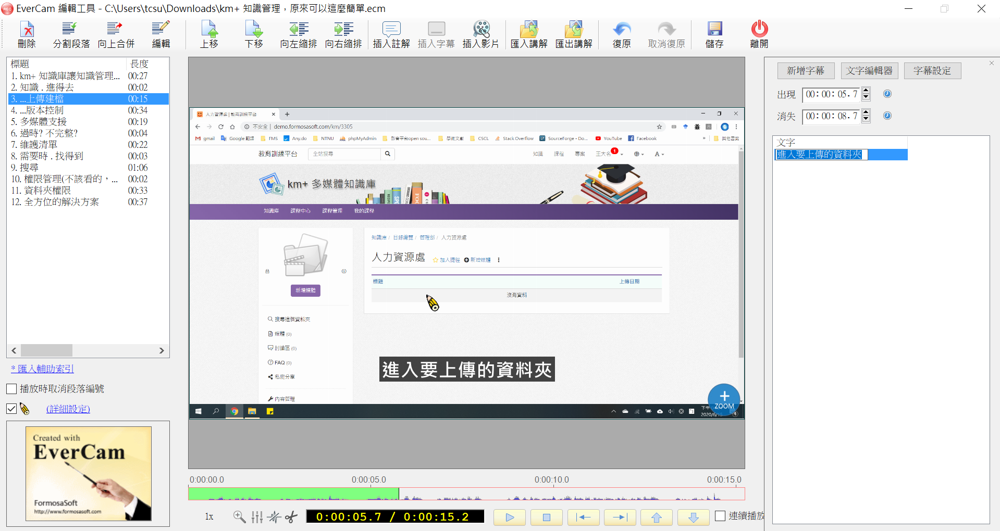 EverCam 編輯工具 - C:\Users\tcsu\Downloads\km+ 知識管理，原來可以這麼簡單.ecm
刪除 分割段落 向上合併 編輯 上移 下移 向左縮排 向右縮排 插入註解 插入字幕 插入影片 匯入講解 匯出講解 復原 取消復原 儲存 離開
標題 長度
1. km+ 知識庫讓知識管理... 00:27
2. 知識 . 進得去 00:02
3. ...上傳建檔 00:15
4. ...版本控制 00:34
5. 多媒體支援 00:19
6. 過時? 不完整? 00:04
7. 維護清單 00:22
8. 需要時 . 找得到 00:03
9. 搜尋 01:06
10. 權限管理(不該看的，... 00:02
11. 資料夾權限 00:33
12. 全方位的解決方案 00:37
* 匯入輔助索引
播放時取消段落編號
(詳細設定)
Created with
EverCam
FormosaSoft
http://www.formosasoft.com
人力資源處 | 教育訓練平台
不安全 | demo.formosasoft.com/km/3305
gmail Google 翻譯 FMS Any.do NTNU phpMyAdmin 影音平台open sou... 學術文獻 CSCL Stack Overflow SourceForge - Do... YouTube Facebook » 其他書籤
教育訓練平台 全站搜尋 知識 課程 專案 王大名 1 A
km+ 多媒體知識庫
知識庫 課程中心 課程管理 我的課程
知識庫 / 目錄總覽 / 管理部 / 人力資源處
人力資源處 加入捷徑 新增媒體
標題 上傳日期
沒有資料
新增媒體
搜尋這個資料夾
媒體 (0)
討論區 (0)
FAQ (0)
私密分享
內容管理
進入要上傳的資料夾
ZOOM
下午
2020/6/1
4
0:00:00.0 0:00:05.0 0:00:10.0 0:00:15.0
1x 0:00:05.7 / 0:00:15.2 連續播放
新增字幕 文字編輯器 字幕設定
出現 00:00:05.7
消失 00:00:08.7
文字
進入要上傳的資料夾